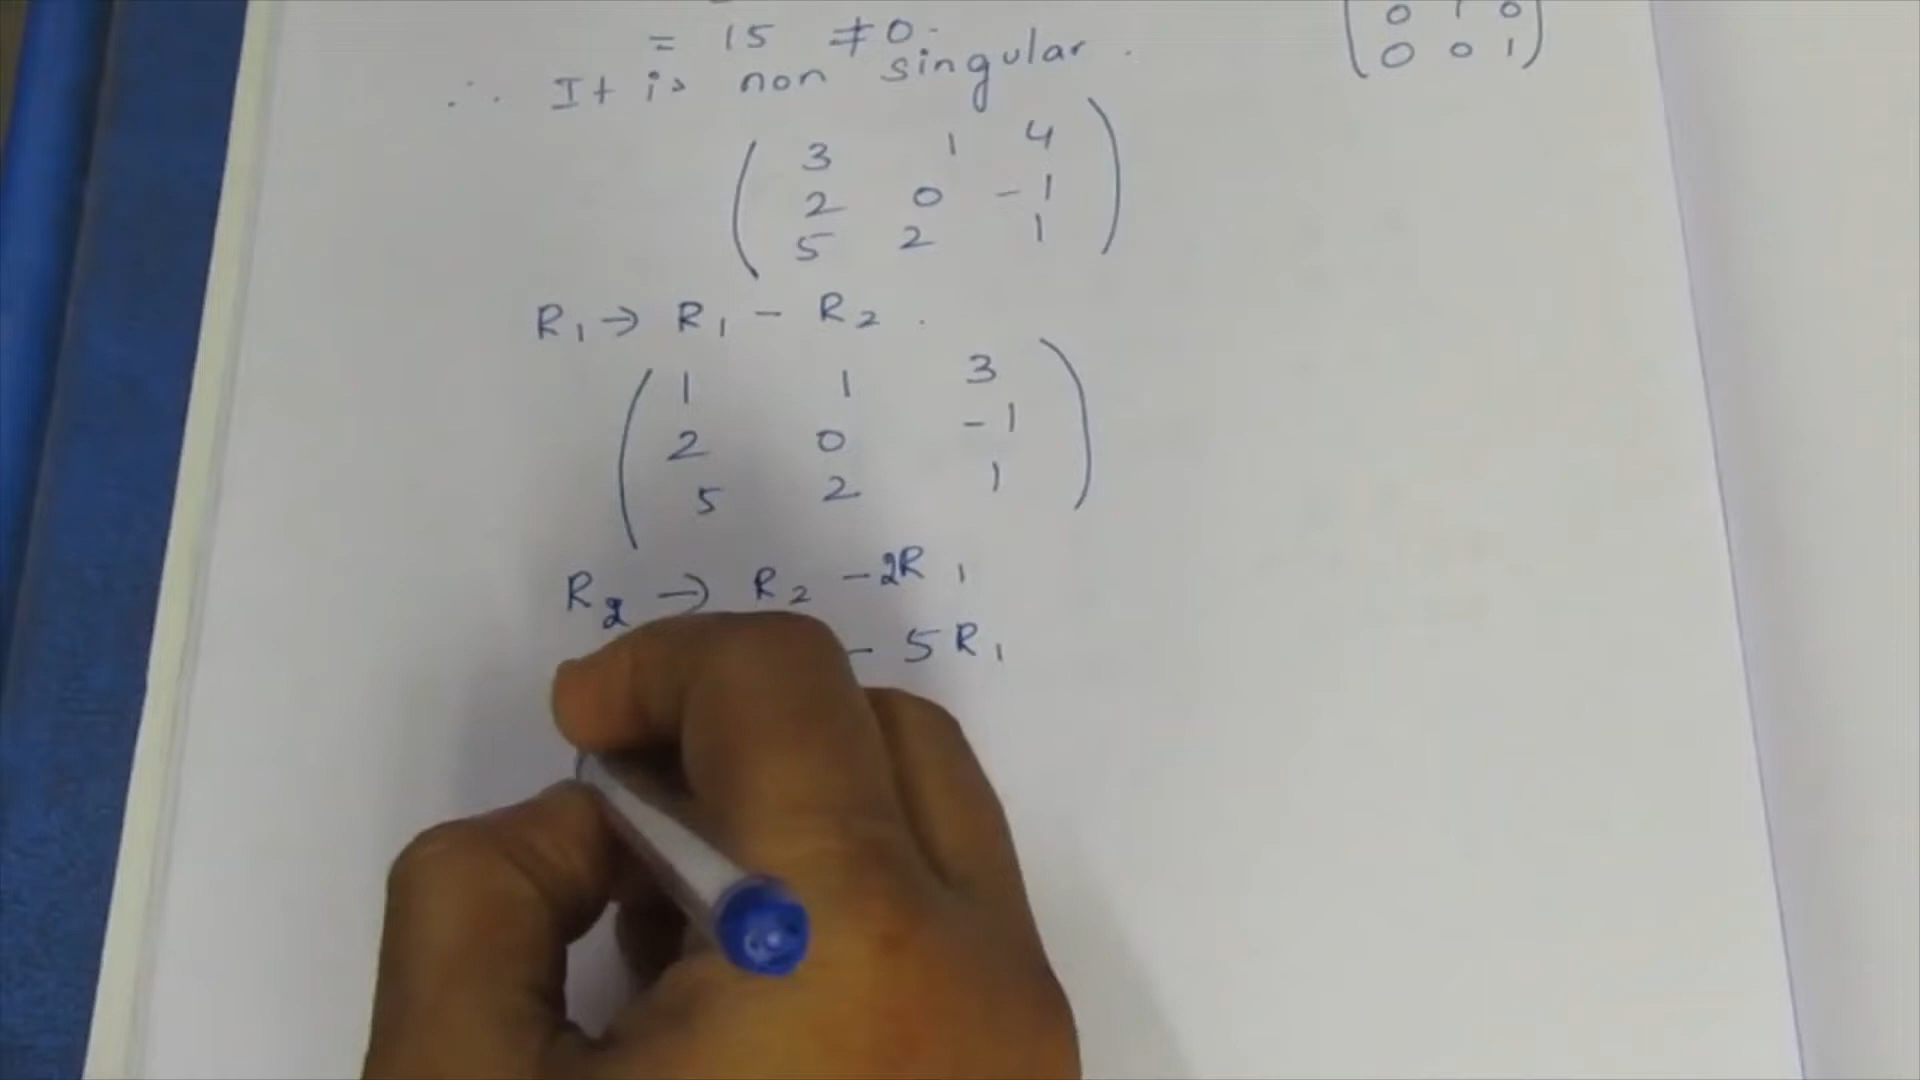 = 15 ≠ 0.
∴ It is non singular.
0 1 0
0 0 1
3 1 4
2 0 -1
5 2 1
R1 → R1 - R2.
1 1 3
2 0 -1
5 2 1
R2 → R2 - 2R1
- 5R1